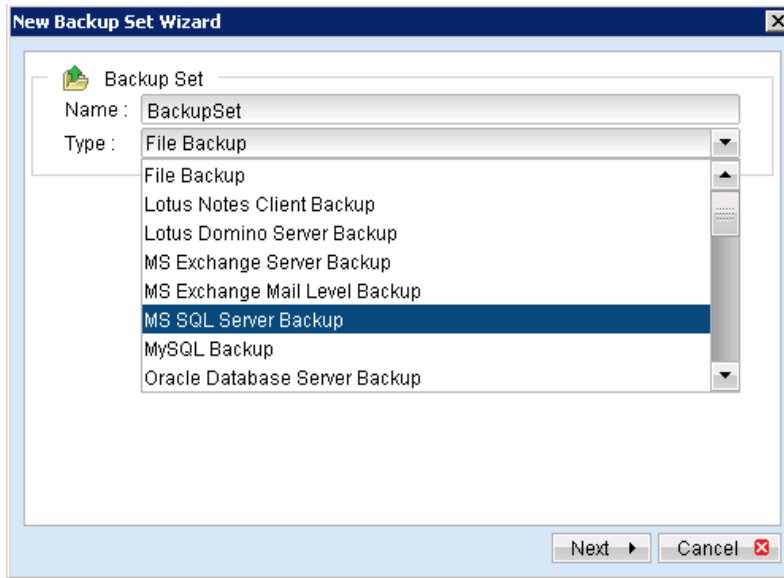 New Backup Set Wizard
Backup Set
Name : BackupSet
Type : File Backup
File Backup
Lotus Notes Client Backup
Lotus Domino Server Backup
MS Exchange Server Backup
MS Exchange Mail Level Backup
MS SQL Server Backup
MySQL Backup
Oracle Database Server Backup
Next Cancel